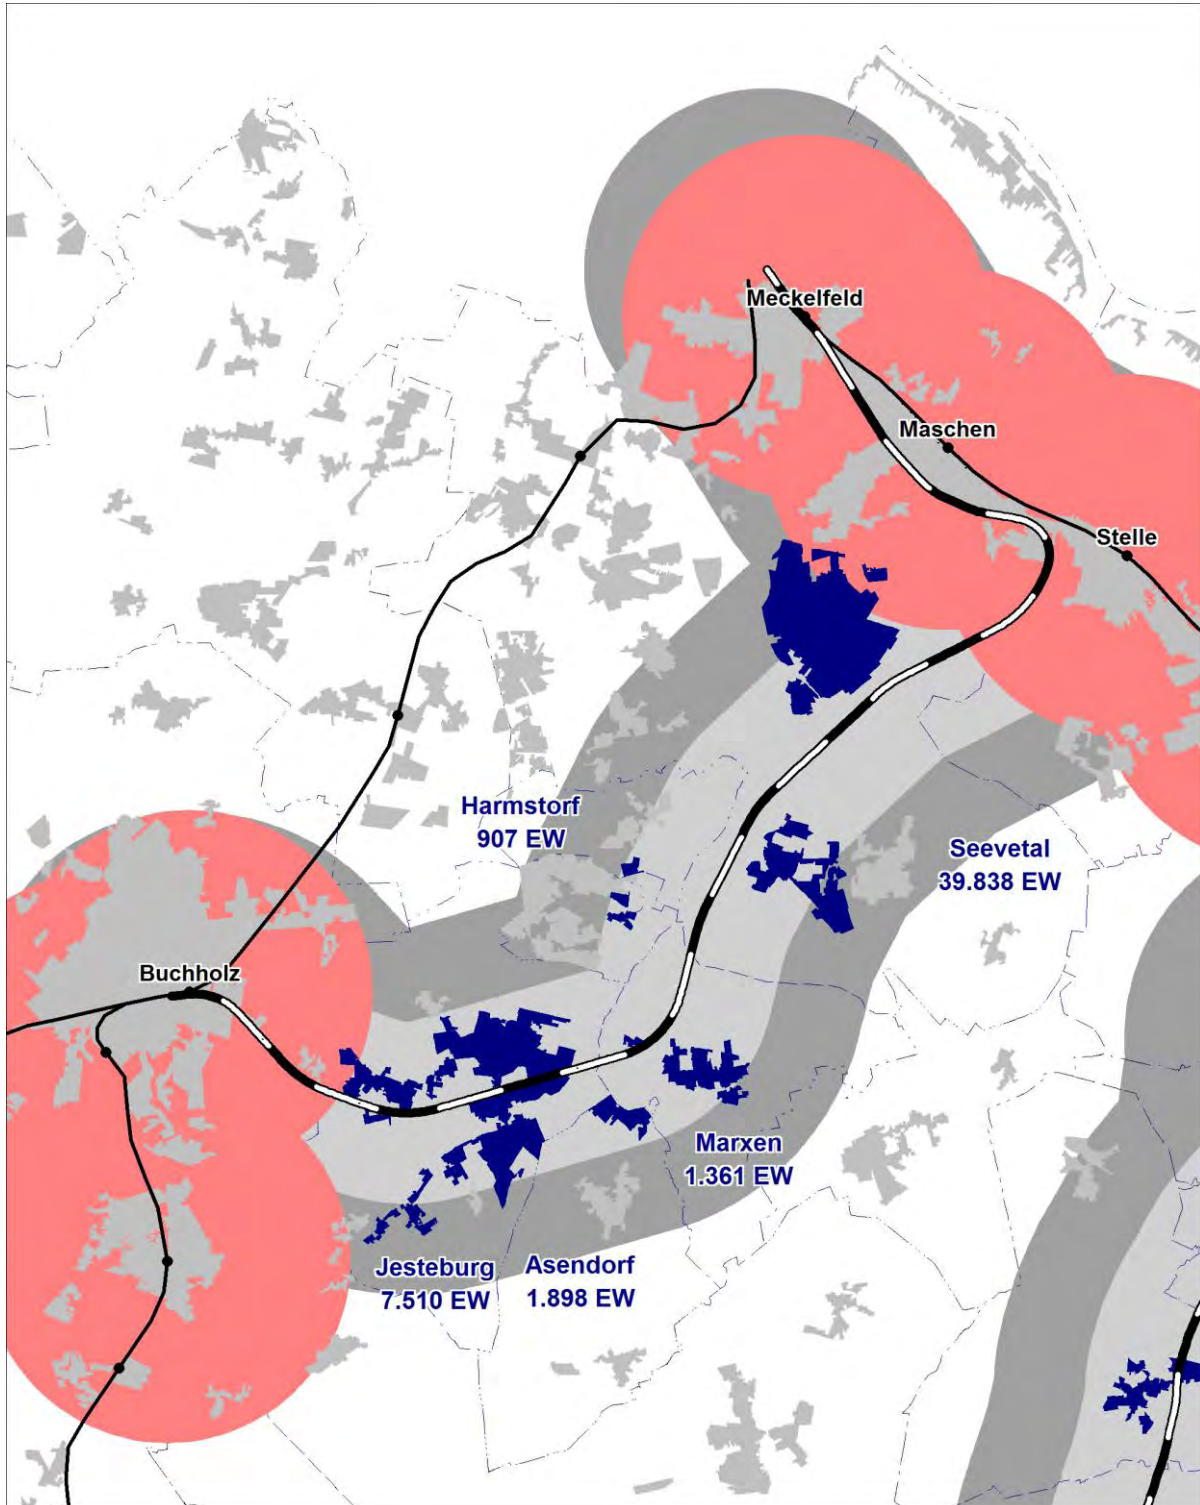 Meckelfeld
Maschen
Stelle
Harmstorf
907 EW
Seevetal
39.838 EW
Buchholz
Marxen
1.361 EW
Jesteburg
7.510 EW
Asendorf
1.898 EW